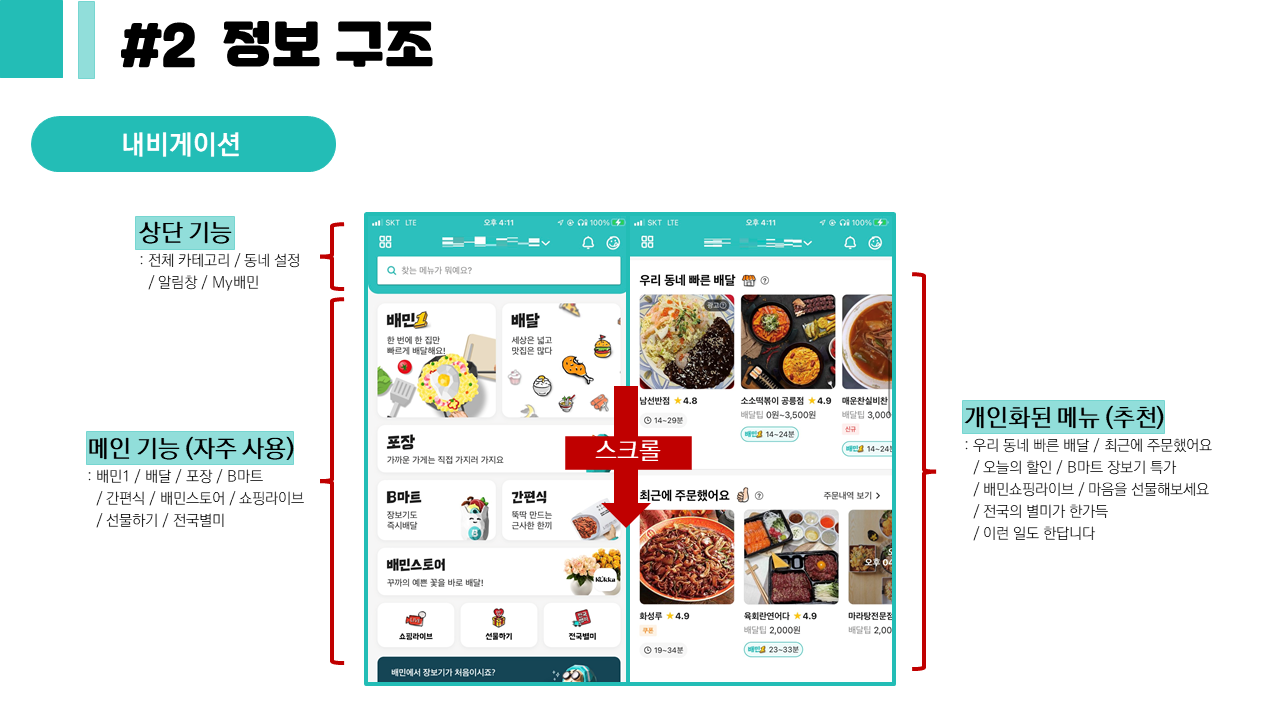 #2 정보 구조
내비게이션
상단 기능
: 전체 카테고리 / 동네 설정
/ 알림창 / My배민
메인 기능 (자주 사용)
: 배민1 / 배달 / 포장 / B마트
/ 간편식 / 배민스토어 / 쇼핑라이브
/ 선물하기 / 전국별미
SKT LTE 오후 4:11 100%
찾는 메뉴가 뭐예요?
배민1
한 번에 한 집만
빠르게 배달해요!
배달
세상은 넓고
맛집은 많다
포장
가까운 가게는 직접 가지러 가지요
B마트
장보기도
즉시배달
간편식
뚝딱 만드는
근사한 한끼
배민스토어
꾸까의 예쁜 꽃을 바로 배달!
kukka
LIVE
쇼핑라이브
선물하기
전국별미
배민에서 장보기가 처음이시죠?
스크롤
SKT LTE 오후 4:11 100%
우리 동네 빠른 배달
광고
남선반점 4.8
14~29분
소소떡볶이 공릉점 4.9
배달팁 0원~3,500원
배민1 14~24분
매운찬실비찬
배달팁 3,000
신규
배민1 14~24분
최근에 주문했어요
주문내역 보기 >
화성루 4.9
쿠폰
19~34분
육회란연어다 4.9
배달팁 2,000원
배민1 23~33분
오후 04
마라탕전문점
배달팁 2,00
개인화된 메뉴 (추천)
: 우리 동네 빠른 배달 / 최근에 주문했어요
/ 오늘의 할인 / B마트 장보기 특가
/ 배민쇼핑라이브 / 마음을 선물해보세요
/ 전국의 별미가 한가득
/ 이런 일도 한답니다